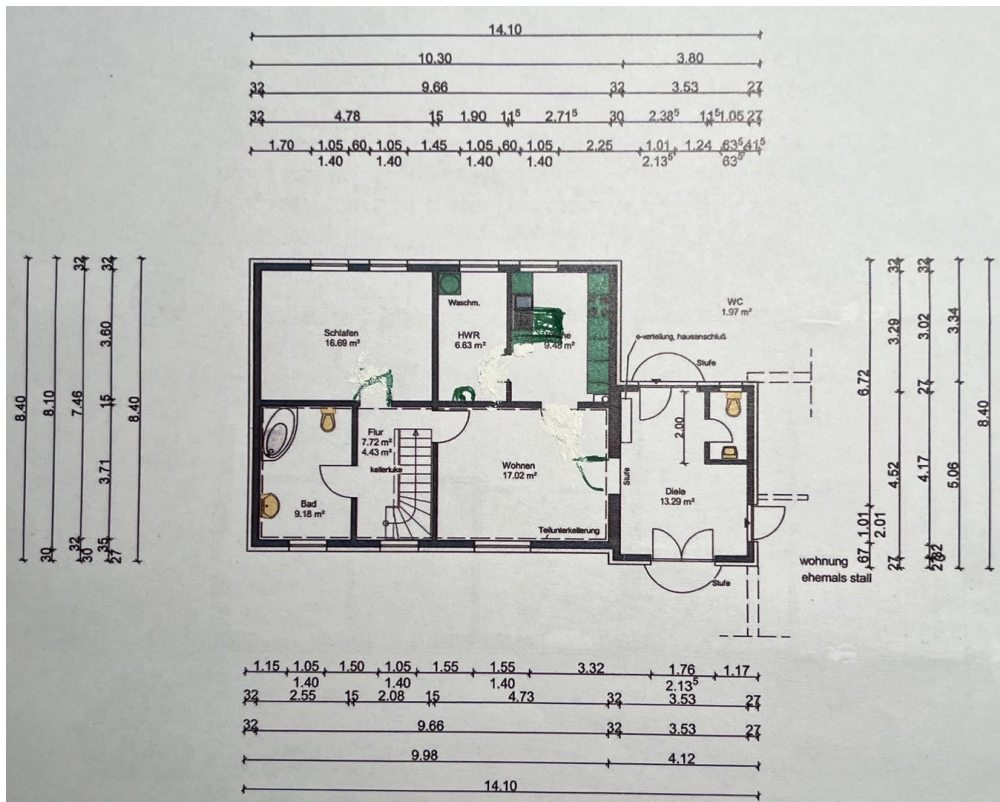 14.10
10.30 3.80
32 9.66 32 3.53 27
32 4.78 15 1.90 11⁵ 2.71⁵ 30 2.38⁵ 11⁵ 1.05 27
1.70 1.05 60 1.05 1.45 1.05 60 1.05 2.25 1.01 1.24 63⁵ 41⁵
1.40 1.40 1.40 1.40 2.13⁵ 63⁵
8.40
8.10
32 7.46 32 30
32 3.60 15 3.71 35 27
30
8.40
Schlafen
16.69 m²
Waschm.
HWR
6.63 m²
9.48 m²
WC
1.97 m²
e-verteilung, hausanschluß
Stufe
Flur
7.72 m²
4.43 m²
kellerluke
Bad
9.18 m²
Wohnen
17.02 m²
Teilunterkellerung
Stufe
2.00
Diele
13.29 m²
Stufe
wohnung
ehemals stall
6.72 1.01 67
2.01
32 3.29 4.52 27
32 3.02 27 4.17 32
27
3.34 5.06
8.40
1.15 1.05 1.50 1.05 1.55 1.55 3.32 1.76 1.17
1.40 1.40 1.40 2.13⁵
32 2.55 15 2.08 15 4.73 32 3.53 27
32 9.66 32 3.53 27
9.98 4.12
14.10